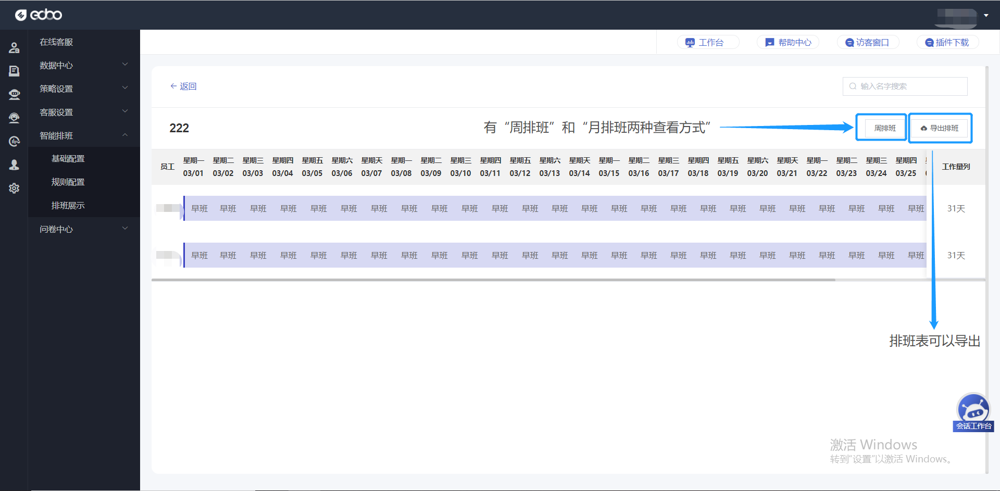 edbo
在线客服
数据中心
策略设置
客服设置
智能排班
基础配置
规则配置
排班展示
问卷中心
工作台 帮助中心 访客窗口 插件下载
返回
输入名字搜索
222
有“周排班”和“月排班两种查看方式”
周排班 导出排班
员工 星期一 星期二 星期三 星期四 星期五 星期六 星期天 星期一 星期二 星期三 星期四 星期五 星期六 星期天 星期一 星期二 星期三 星期四 星期五 星期六 星期天 星期一 星期二 星期三 星期四 工作量列
03/01 03/02 03/03 03/04 03/05 03/06 03/07 03/08 03/09 03/10 03/11 03/12 03/13 03/14 03/15 03/16 03/17 03/18 03/19 03/20 03/21 03/22 03/23 03/24 03/25
早班 早班 早班 早班 早班 早班 早班 早班 早班 早班 早班 早班 早班 早班 早班 早班 早班 早班 早班 早班 早班 早班 早班 早班 早班 31天
早班 早班 早班 早班 早班 早班 早班 早班 早班 早班 早班 早班 早班 早班 早班 早班 早班 早班 早班 早班 早班 早班 早班 早班 早班 31天
排班表可以导出
会话工作台
激活 Windows
转到“设置”以激活 Windows。